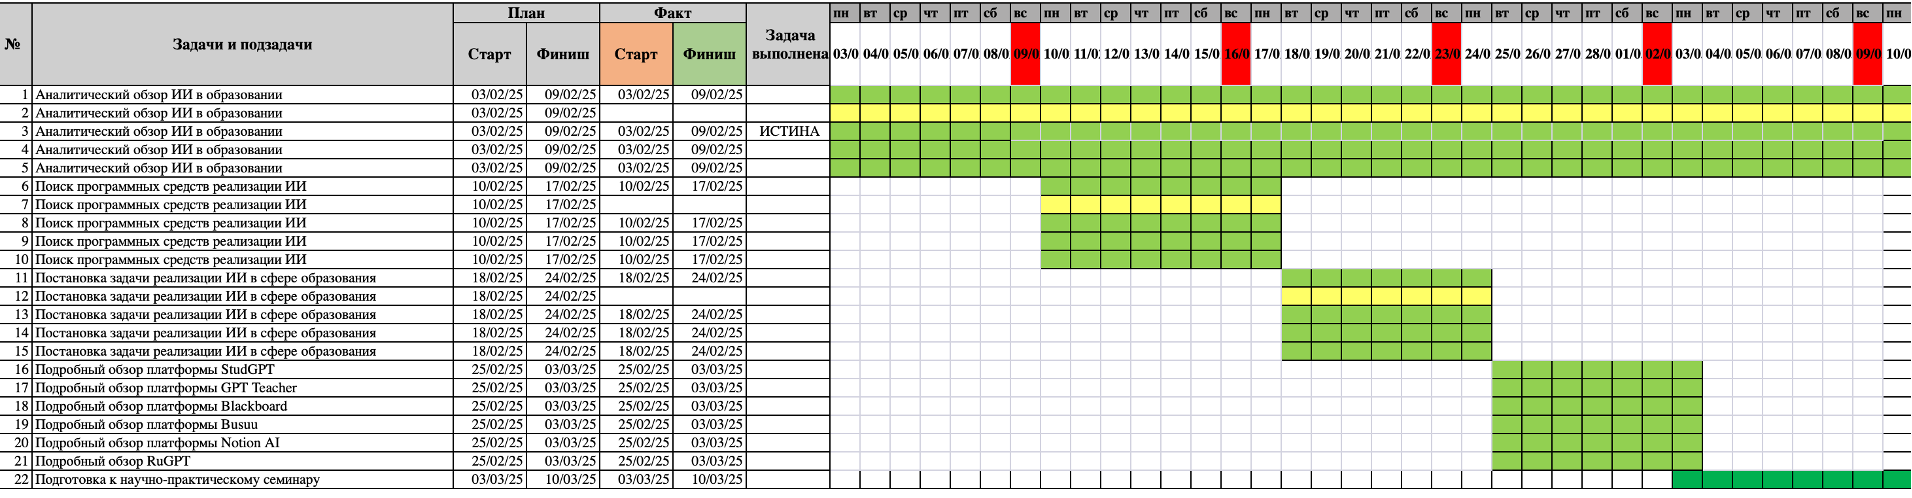 План Факт пн вт ср чт пт сб вс пн вт ср чт пт сб вс пн вт ср чт пт сб вс пн вт ср чт пт сб вс пн вт ср чт пт сб вс пн
№ Задачи и подзадачи Старт Финиш Старт Финиш Задача выполнена 03/0 04/0 05/0 06/0 07/0 08/0 09/0 10/0 11/0 12/0 13/0 14/0 15/0 16/0 17/0 18/0 19/0 20/0 21/0 22/0 23/0 24/0 25/0 26/0 27/0 28/0 01/0 02/0 03/0 04/0 05/0 06/0 07/0 08/0 09/0 10/0
1 Аналитический обзор ИИ в образовании 03/02/25 09/02/25 03/02/25 09/02/25
2 Аналитический обзор ИИ в образовании 03/02/25 09/02/25
3 Аналитический обзор ИИ в образовании 03/02/25 09/02/25 03/02/25 09/02/25 ИСТИНА
4 Аналитический обзор ИИ в образовании 03/02/25 09/02/25 03/02/25 09/02/25
5 Аналитический обзор ИИ в образовании 03/02/25 09/02/25 03/02/25 09/02/25
6 Поиск программных средств реализации ИИ 10/02/25 17/02/25 10/02/25 17/02/25
7 Поиск программных средств реализации ИИ 10/02/25 17/02/25
8 Поиск программных средств реализации ИИ 10/02/25 17/02/25 10/02/25 17/02/25
9 Поиск программных средств реализации ИИ 10/02/25 17/02/25 10/02/25 17/02/25
10 Поиск программных средств реализации ИИ 10/02/25 17/02/25 10/02/25 17/02/25
11 Постановка задачи реализации ИИ в сфере образования 18/02/25 24/02/25 18/02/25 24/02/25
12 Постановка задачи реализации ИИ в сфере образования 18/02/25 24/02/25
13 Постановка задачи реализации ИИ в сфере образования 18/02/25 24/02/25 18/02/25 24/02/25
14 Постановка задачи реализации ИИ в сфере образования 18/02/25 24/02/25 18/02/25 24/02/25
15 Постановка задачи реализации ИИ в сфере образования 18/02/25 24/02/25 18/02/25 24/02/25
16 Подробный обзор платформы StudGPT 25/02/25 03/03/25 25/02/25 03/03/25
17 Подробный обзор платформы GPT Teacher 25/02/25 03/03/25 25/02/25 03/03/25
18 Подробный обзор платформы Blackboard 25/02/25 03/03/25 25/02/25 03/03/25
19 Подробный обзор платформы Busuu 25/02/25 03/03/25 25/02/25 03/03/25
20 Подробный обзор платформы Notion AI 25/02/25 03/03/25 25/02/25 03/03/25
21 Подробный обзор RuGPT 25/02/25 03/03/25 25/02/25 03/03/25
22 Подготовка к научно-практическому семинару 03/03/25 10/03/25 03/03/25 10/03/25